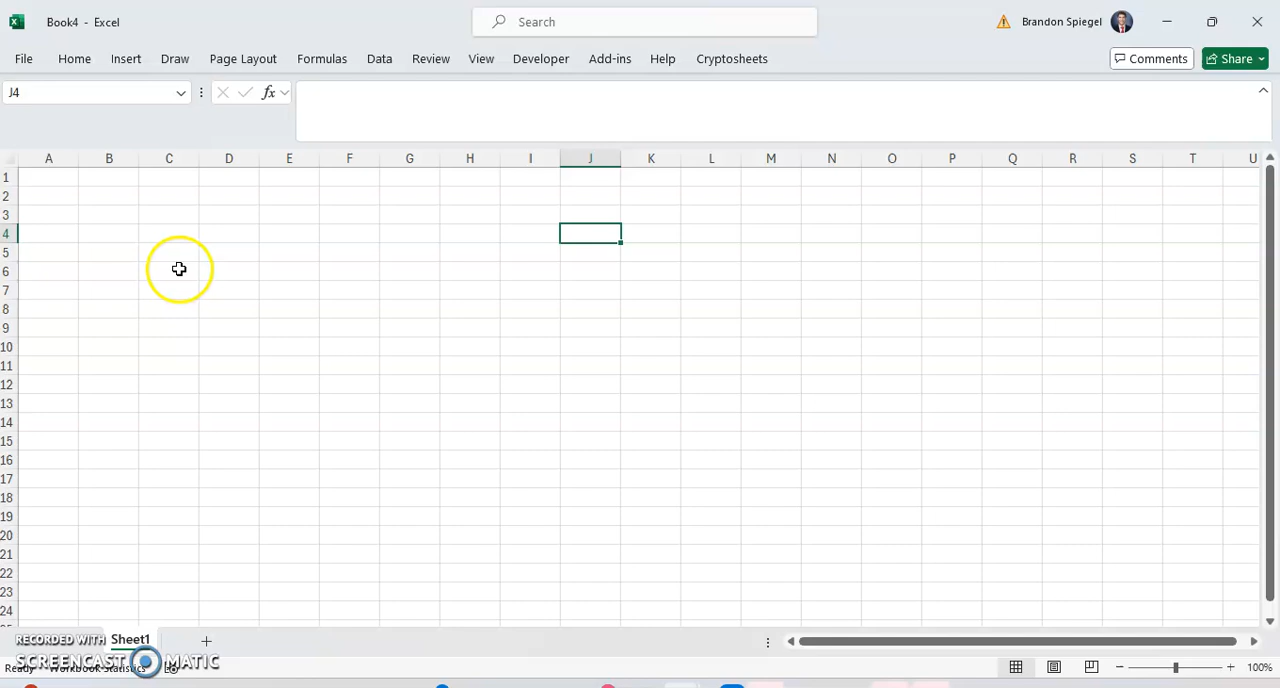 Book4 - Excel
Search
Brandon Spiegel
File Home Insert Draw Page Layout Formulas Data Review View Developer Add-ins Help Cryptosheets
Comments Share
J4
fx
A B C D E F G H I J K L M N O P Q R S T U
1
2
3
4
5
6
7
8
9
10
11
12
13
14
15
16
17
18
19
20
21
22
23
24
RECORDED WITH Sheet1
SCREENCAST MATIC
Ready Workbook Statistics 100%